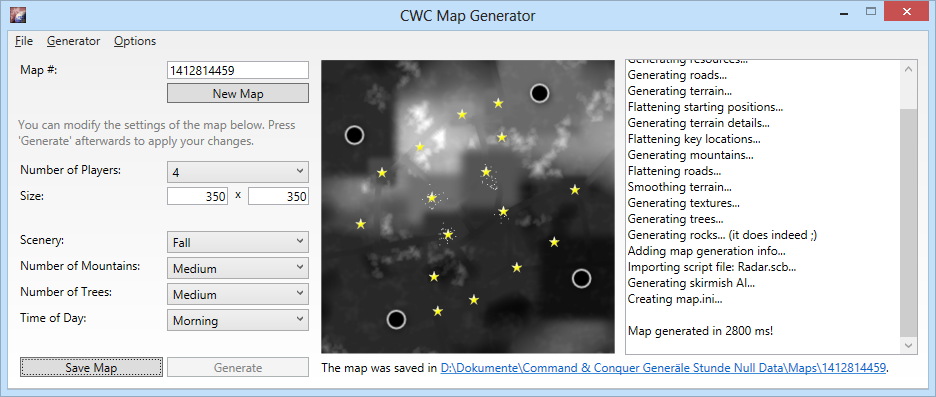 CWC Map Generator
File Generator Options
Map #: 1412814459
New Map
You can modify the settings of the map below. Press
'Generate' afterwards to apply your changes.
Number of Players: 4
Size: 350 x 350
Scenery: Fall
Number of Mountains: Medium
Number of Trees: Medium
Time of Day: Morning
Save Map Generate
Generating resources...
Generating roads...
Generating terrain...
Flattening starting positions...
Generating terrain details...
Flattening key locations...
Generating mountains...
Flattening roads...
Smoothing terrain...
Generating textures...
Generating trees...
Generating rocks... (it does indeed ;)
Adding map generation info...
Importing script file: Radar.scb...
Generating skirmish AI...
Creating map.ini...
Map generated in 2800 ms!
The map was saved in D:\Dokumente\Command & Conquer Generäle Stunde Null Data\Maps\1412814459.